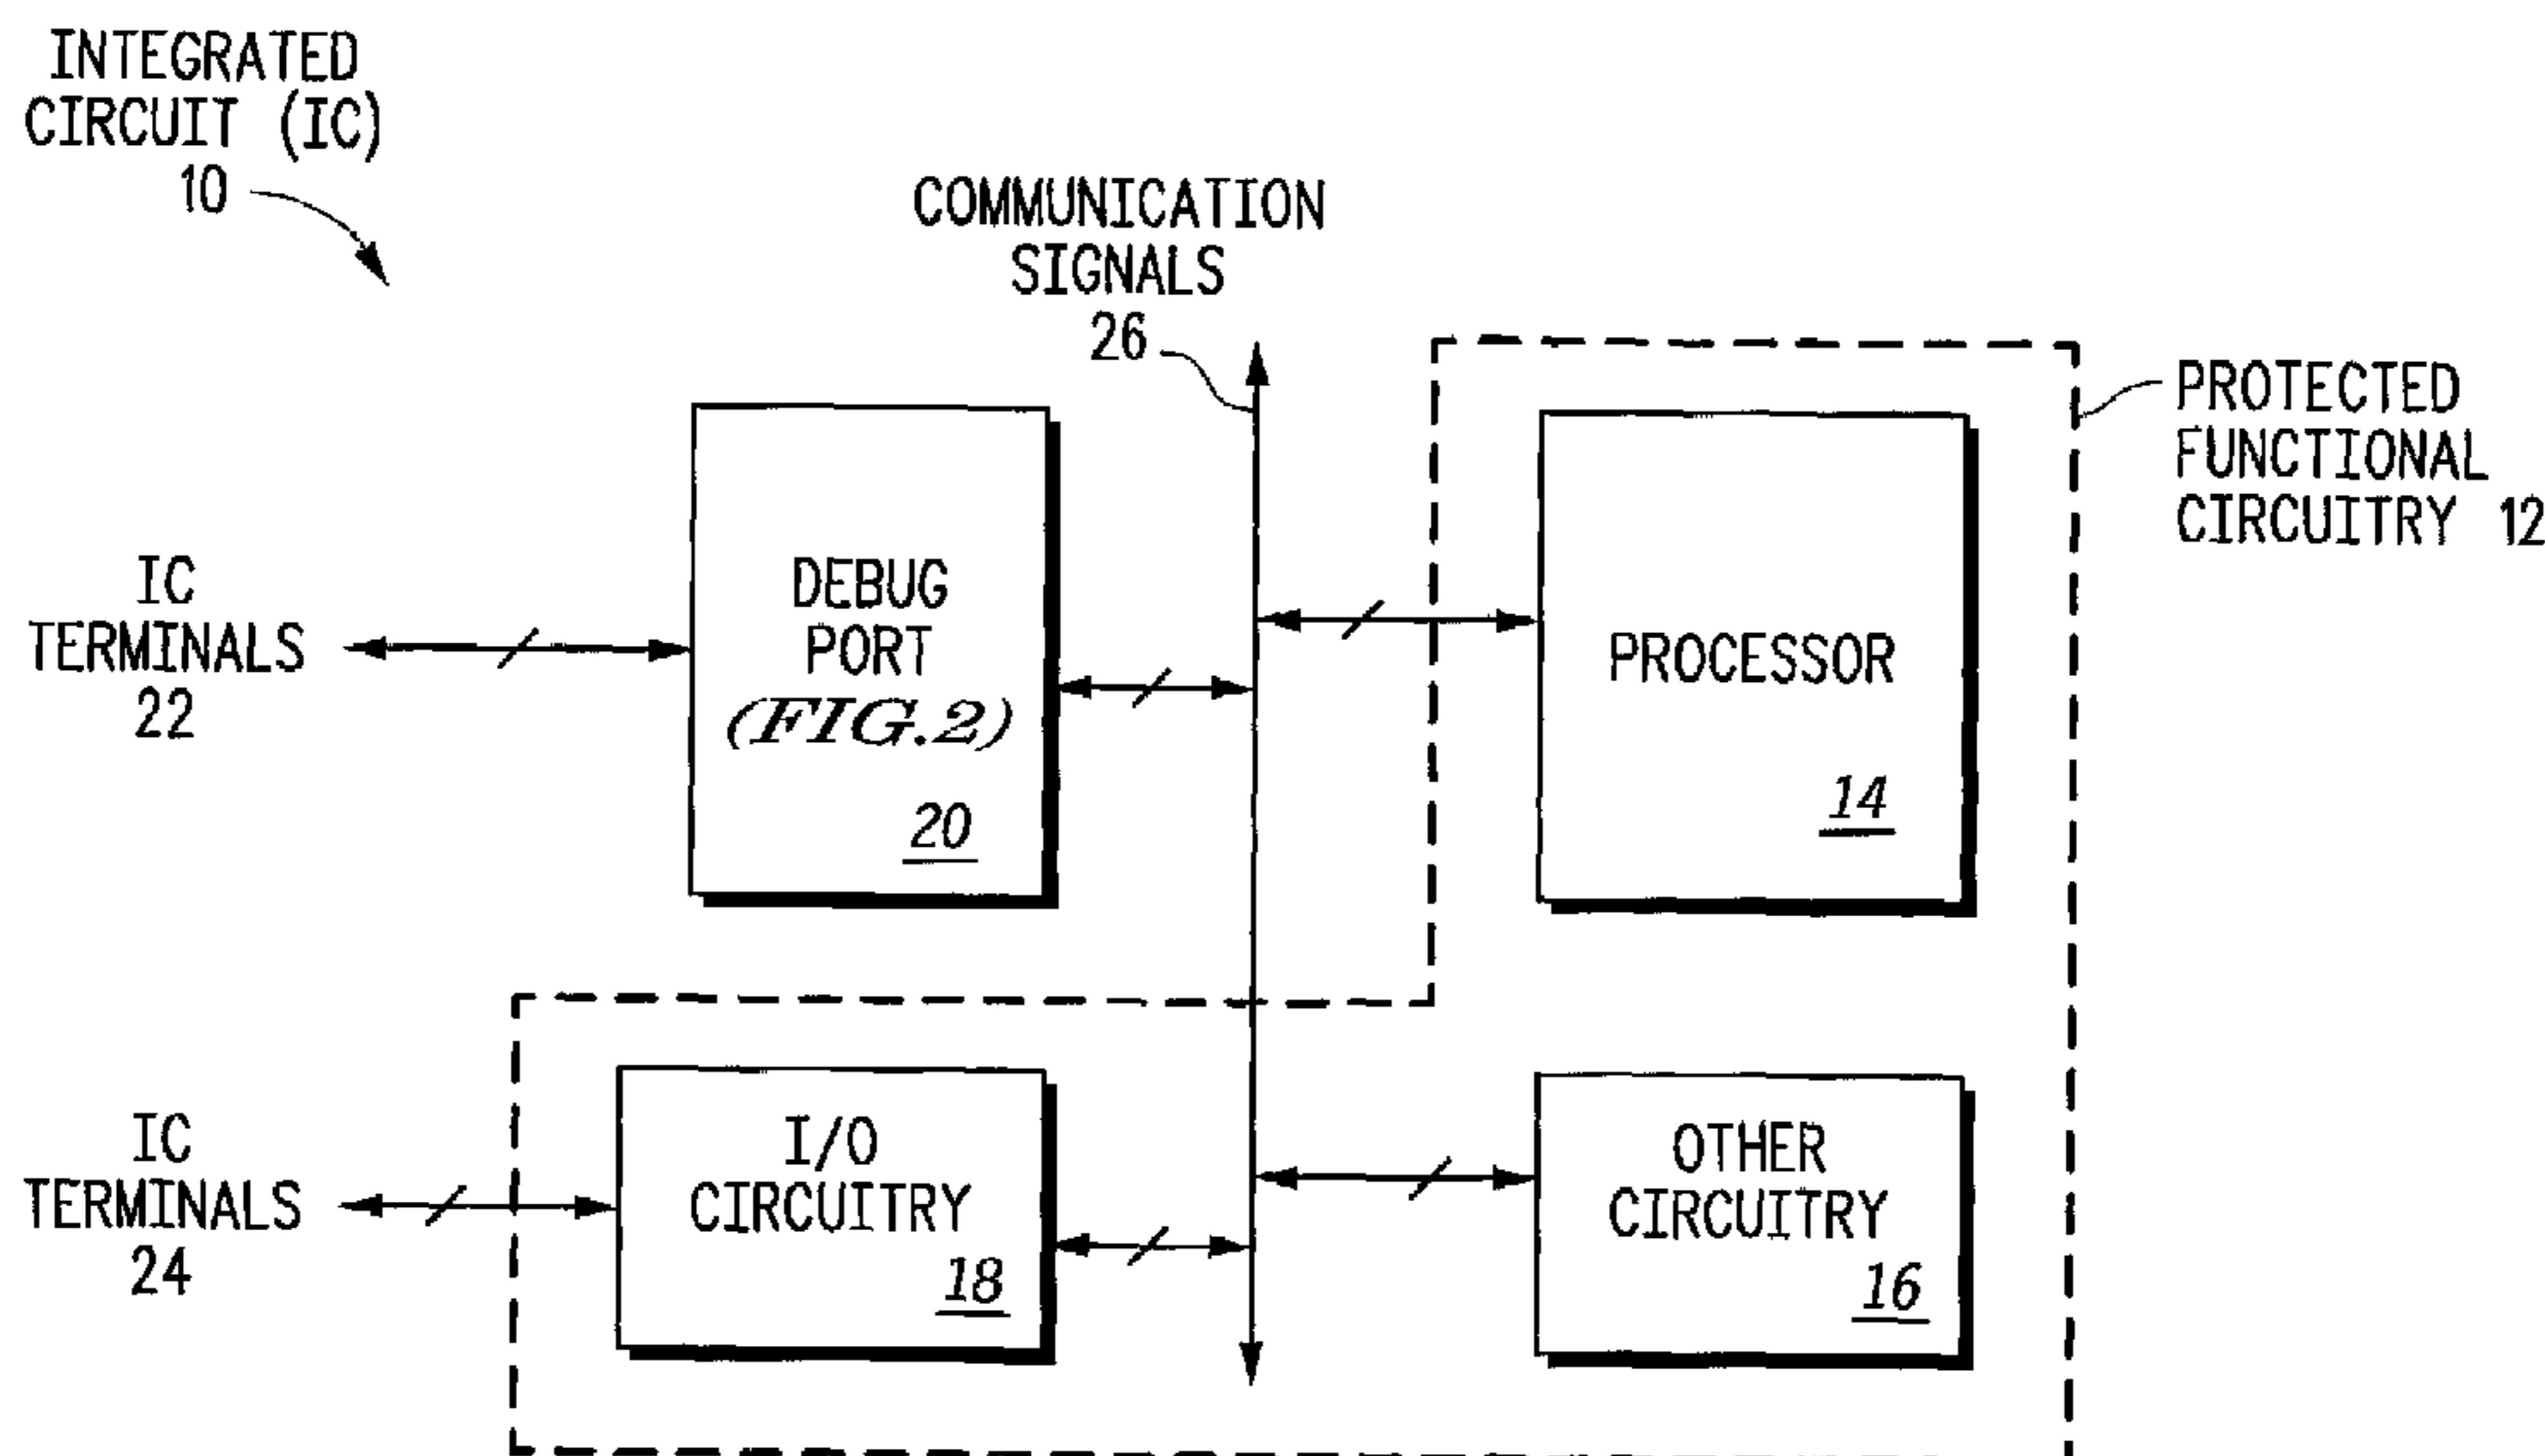 INTEGRATED
CIRCUIT (IC)
10
COMMUNICATION
SIGNALS
26
PROTECTED
FUNCTIONAL
CIRCUITRY 12
IC
TERMINALS
22
DEBUG
PORT
(FIG.2)
20
PROCESSOR
14
IC
TERMINALS
24
I/O
CIRCUITRY
18
OTHER
CIRCUITRY
16